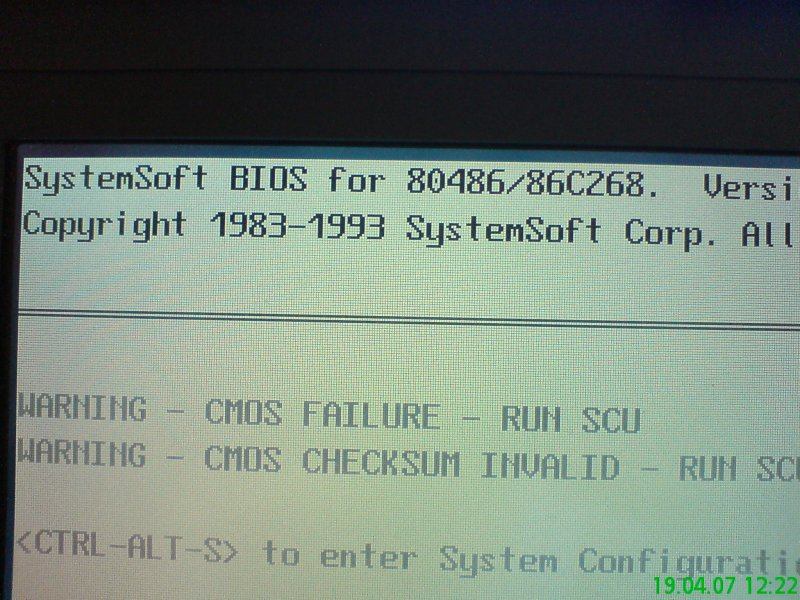 SystemSoft BIOS for 80486/86C268. Versi
Copyright 1983-1993 SystemSoft Corp. All
WARNING - CMOS FAILURE - RUN SCU
WARNING - CMOS CHECKSUM INVALID - RUN SCU
<CTRL-ALT-S> to enter System Configurati
19.04.07 12:22